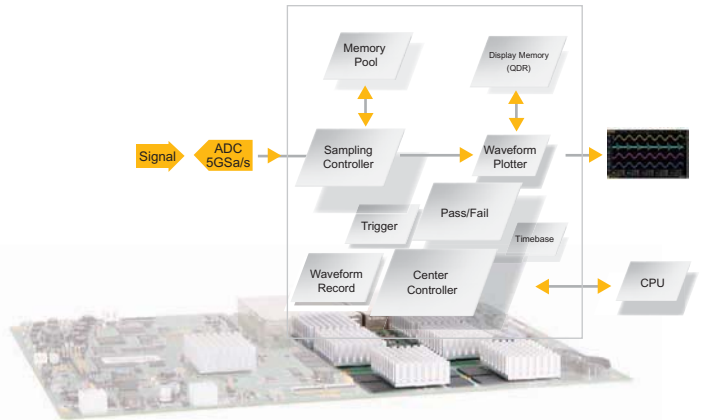 Memory
Pool
Display Memory
(QDR)
Signal
ADC
5GSa/s
Sampling
Controller
Waveform
Plotter
Trigger
Pass/Fail
Timebase
Waveform
Record
Center
Controller
CPU